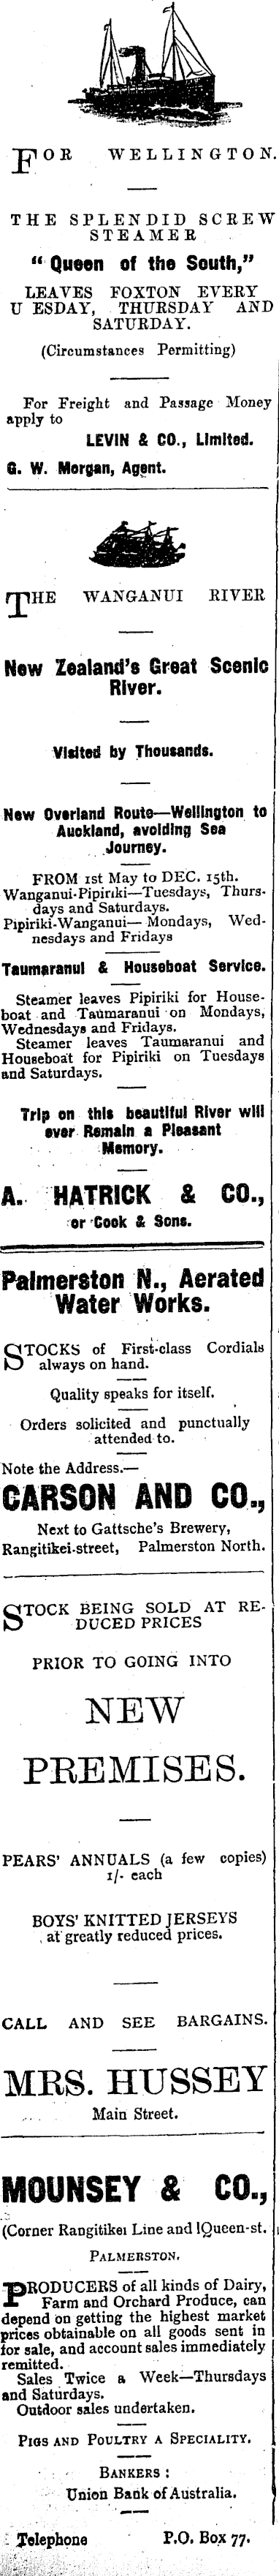 FOR WELLINGTON.
THE SPLENDID SCREW
STEAMER
“Queen of the South,”
LEAVES FOXTON EVERY
U ESDAY, THURSDAY AND
SATURDAY.
(Circumstances Permitting)
For Freight and Passage Money
apply to
LEVIN & CO., Limited.
G. W. Morgan, Agent.
THE WANGANUI RIVER
New Zealand's Great Scenic
River.
Visited by Thousands.
New Overland Route—Wellington to
Auckland, avoiding Sea
Journey.
FROM 1st May to DEC. 15th.
Wanganui-Pipiriki—Tuesdays, Thurs-
days and Saturdays.
Pipiriki-Wanganui—Mondays, Wed-
nesdays and Fridays
Taumaranui & Houseboat Service.
Steamer leaves Pipiriki for House-
boat and Taumaranui on Mondays,
Wednesdays and Fridays.
Steamer leaves Taumaranui and
Houseboat for Pipiriki on Tuesdays
and Saturdays.
Trip on this beautiful River will
ever Remain a Pleasant
Memory.
A. HATRICK & CO.,
or Cook & Sons.
Palmerston N., Aerated
Water Works.
STOCKS of First-class Cordials
always on hand.
Quality speaks for itself.
Orders solicited and punctually
attended to.
Note the Address.—
CARSON AND CO.,
Next to Gattsche's Brewery,
Rangitikei-street, Palmerston North.
STOCK BEING SOLD AT RE-
DUCED PRICES
PRIOR TO GOING INTO
NEW
PREMISES.
PEARS' ANNUALS (a few copies)
1/- each
BOYS' KNITTED JERSEYS
at greatly reduced prices.
CALL AND SEE BARGAINS.
MRS. HUSSEY
Main Street.
MOUNSEY & CO.,
(Corner Rangitikei Line and Queen-st.
PALMERSTON.
PRODUCERS of all kinds of Dairy,
Farm and Orchard Produce, can
depend on getting the highest market
prices obtainable on all goods sent in
for sale, and account sales immediately
remitted.
Sales Twice a Week—Thursdays
and Saturdays.
Outdoor sales undertaken.
PIGS AND POULTRY A SPECIALITY.
BANKERS :
Union Bank of Australia.
Telephone P.O. Box 77.